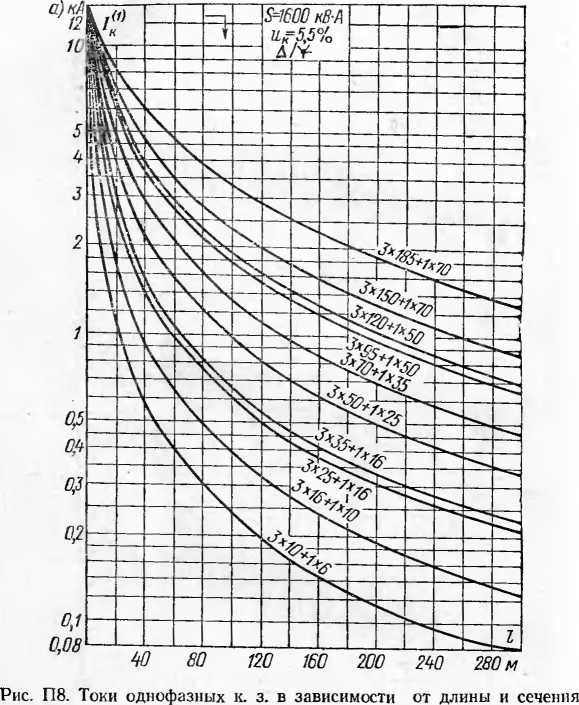 а) кА
I_к^(1)
S=1600 кВ·А
u_к=5,5%
Δ/Y
12
10
5
4
3
2
1
0,5
0,4
0,3
0,2
0,1
0,08
3×185+1×70
3×150+1×70
3×120+1×50
3×95+1×50
3×70+1×35
3×50+1×25
3×35+1×16
3×25+1×16
3×16+1×10
3×10+1×6
l
40 80 120 160 200 240 280 м
Рис. П8. Токи однофазных к. з. в зависимости от длины и сечения